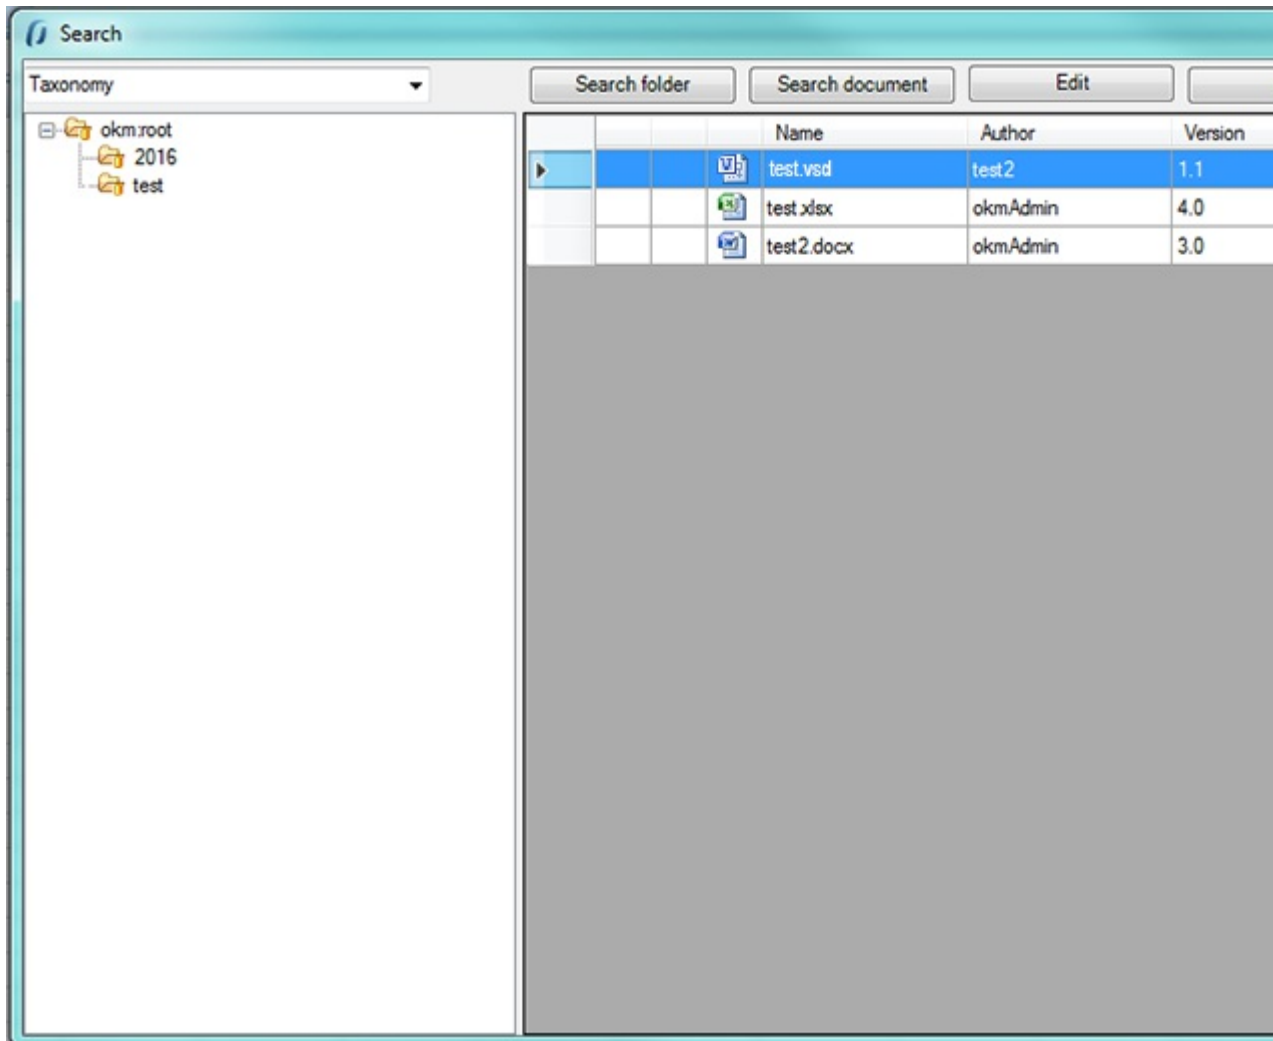 Search
Taxonomy
Search folder Search document Edit
okm:root
2016
test
Name Author Version
test.vsd test2 1.1
test.xlsx okmAdmin 4.0
test2.docx okmAdmin 3.0